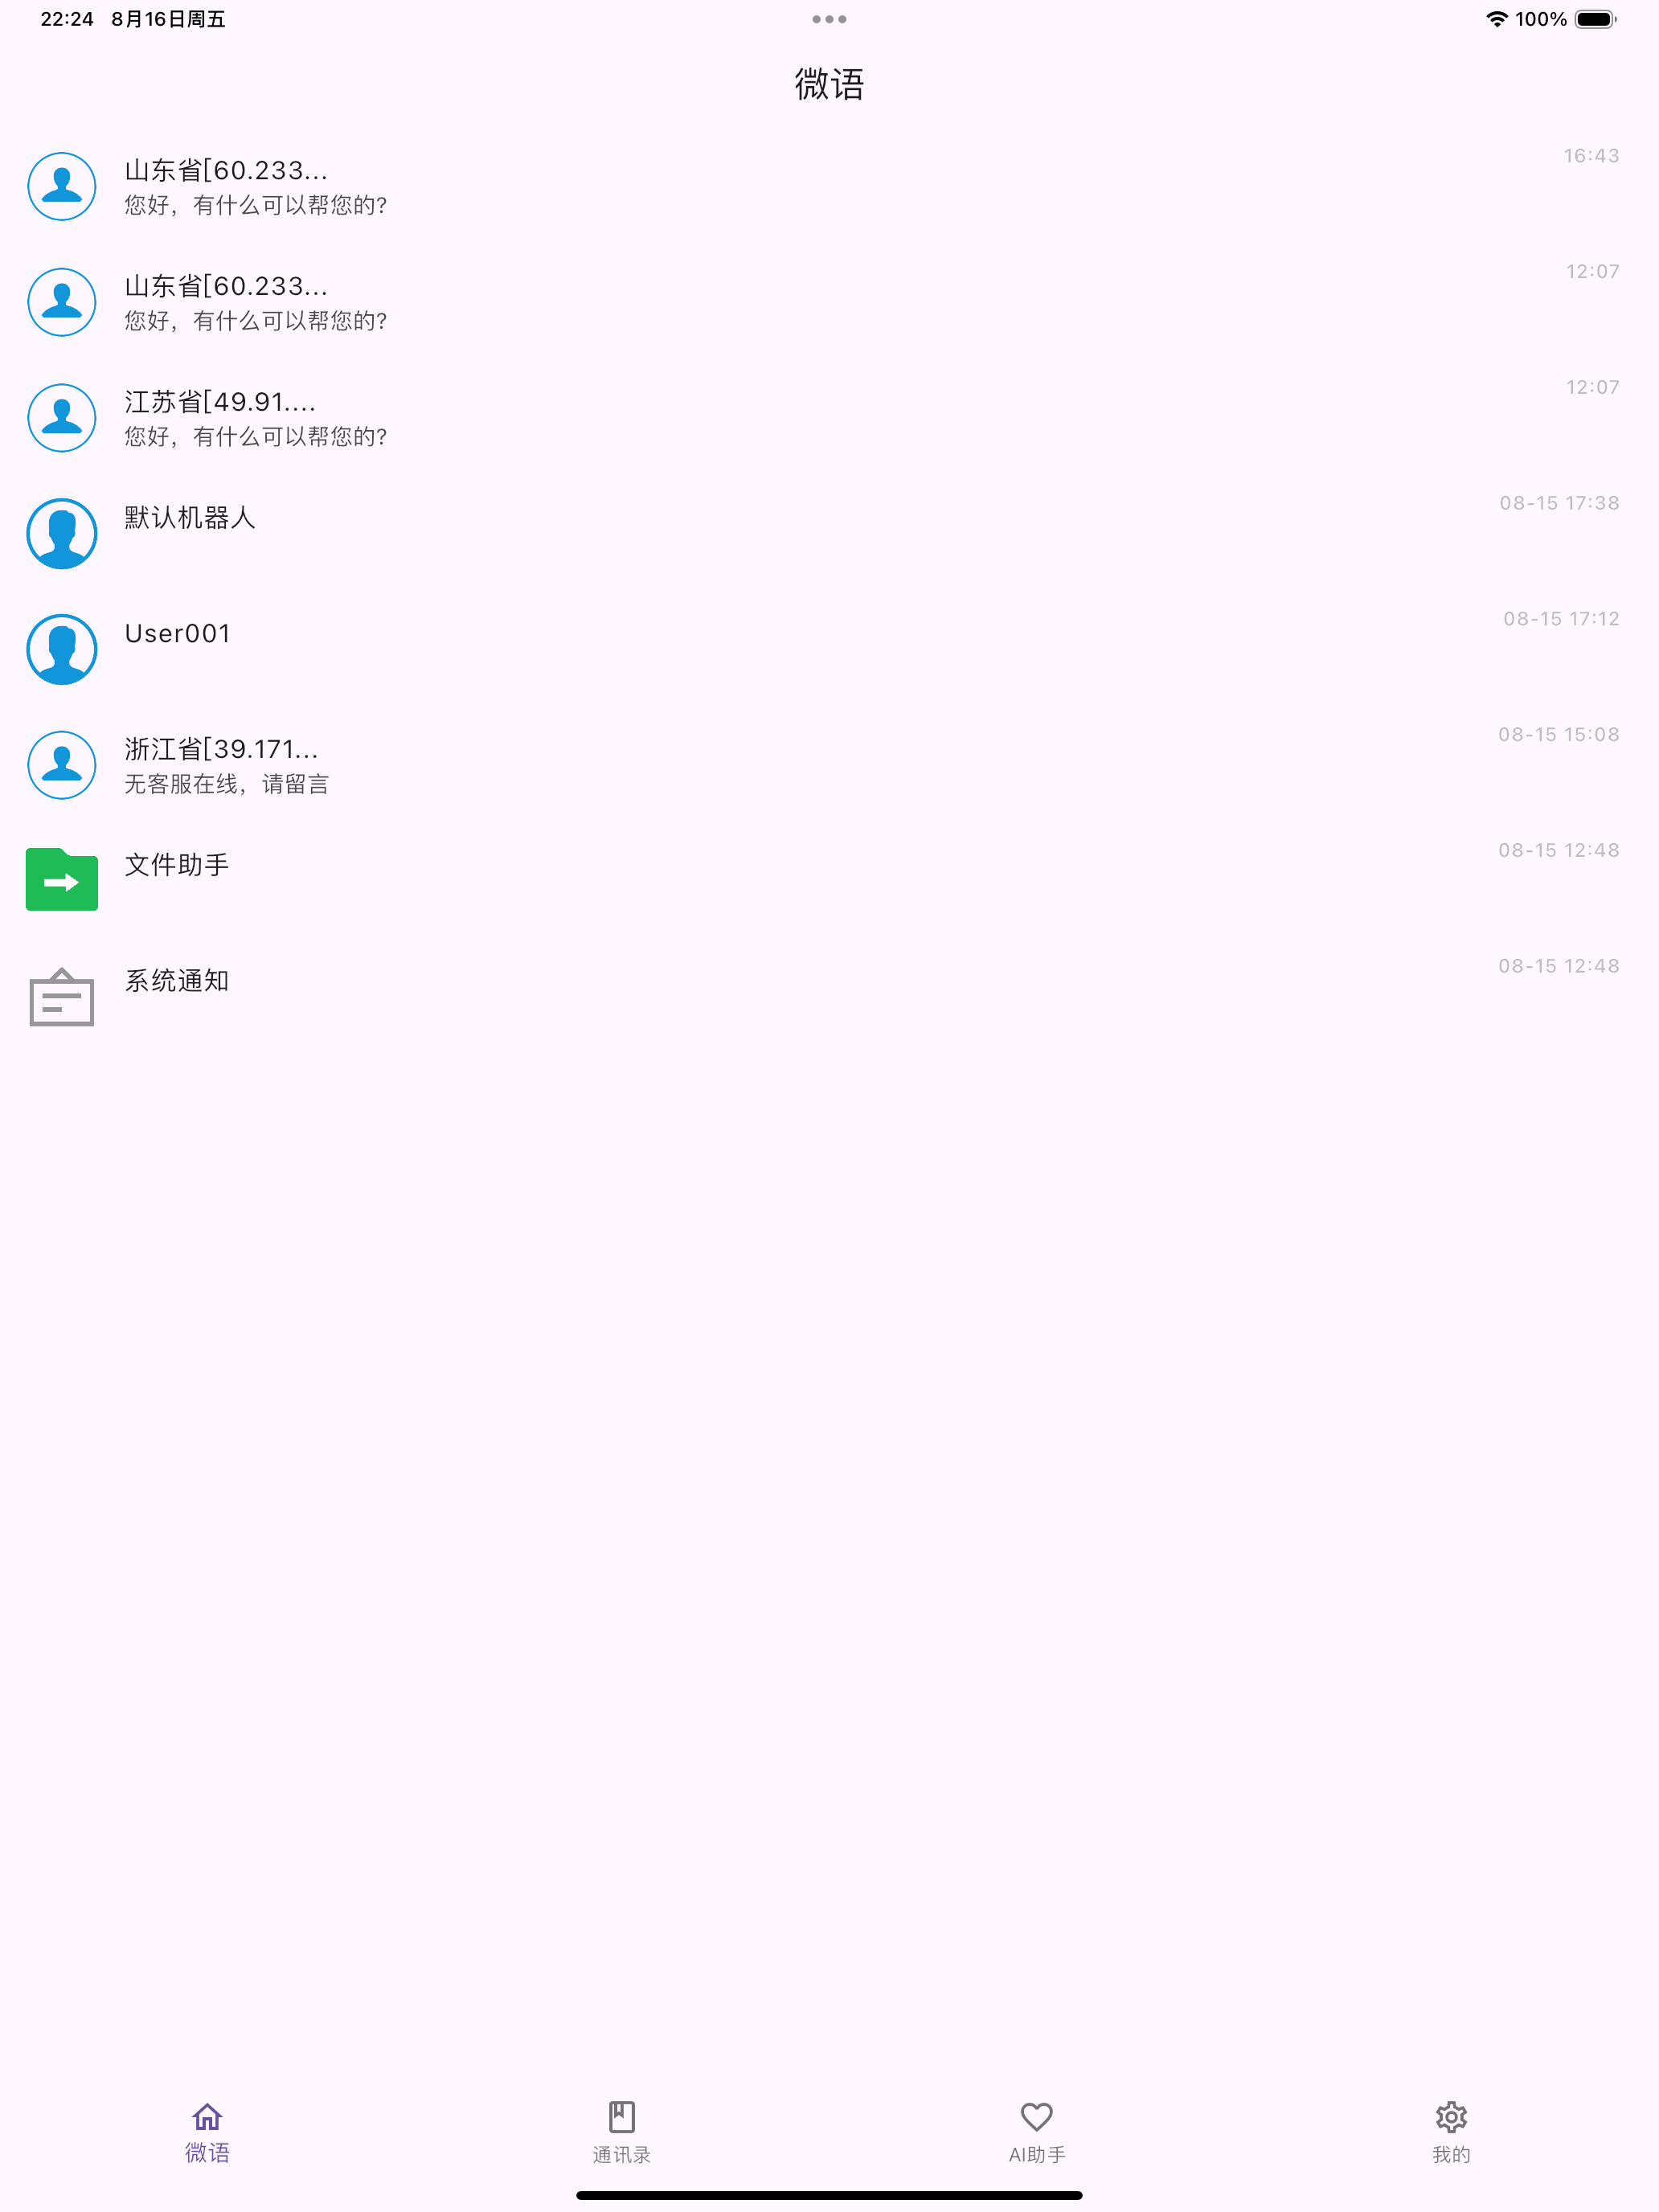 22:24 8月16日周五
100%
微语
山东省[60.233...
16:43
您好，有什么可以帮您的?
山东省[60.233...
12:07
您好，有什么可以帮您的?
江苏省[49.91....
12:07
您好，有什么可以帮您的?
默认机器人
08-15 17:38
User001
08-15 17:12
浙江省[39.171...
08-15 15:08
无客服在线，请留言
文件助手
08-15 12:48
系统通知
08-15 12:48
微语
通讯录
AI助手
我的